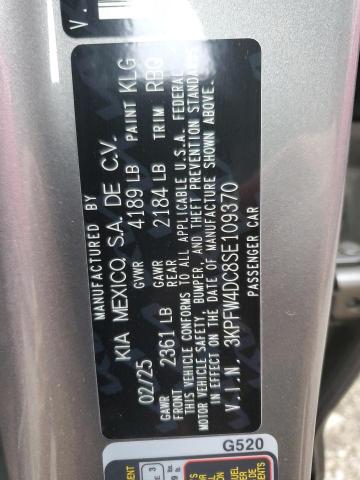 MANUFACTURED BY
KIA MEXICO, S.A. DE C.V.
02/25 GVWR 4189 LB PAINT KLG
GAWR FRONT 2361 LB GAWR REAR 2184 LB TRIM RBQ
THIS VEHICLE CONFORMS TO ALL APPLICABLE U.S.A. FEDERAL
MOTOR VEHICLE SAFETY, BUMPER, AND THEFT PREVENTION STANDARDS
IN EFFECT ON THE DATE OF MANUFACTURE SHOWN ABOVE.
V.I.N. 3KPFW4DC8SE109370
PASSENGER CAR
G520
V.